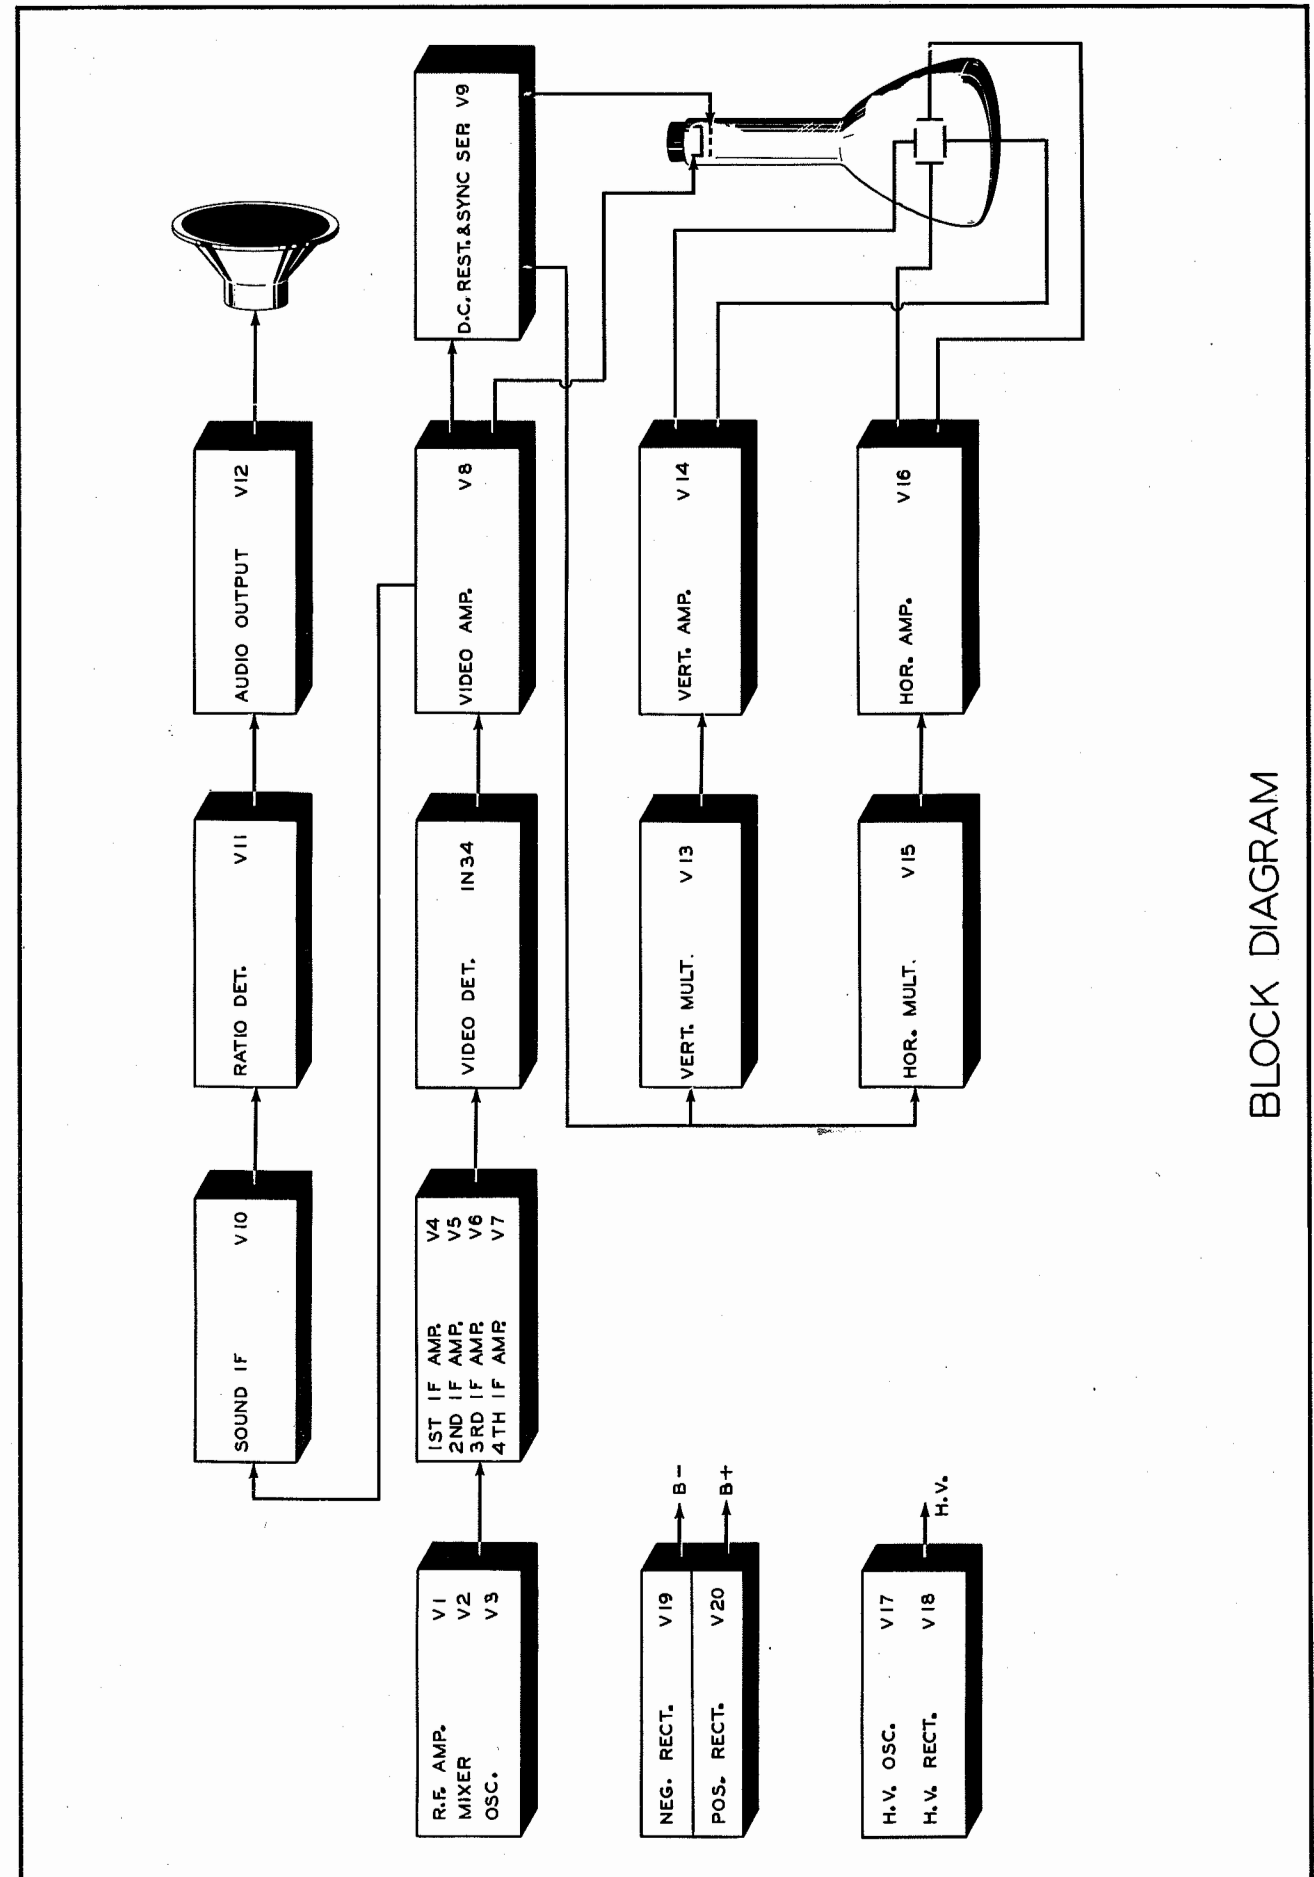 SOUND IF V10
RATIO DET. V11
AUDIO OUTPUT V12
R.F. AMP. V1
MIXER V2
OSC. V3
1ST IF AMP. V4
2ND IF AMP. V5
3RD IF AMP. V6
4TH IF AMP. V7
VIDEO DET. IN34
VIDEO AMP. V8
D.C. REST. & SYNC SEP. V9
NEG. RECT. V19
B-
POS. RECT. V20
B+
VERT. MULT. V13
VERT. AMP. V14
H.V. OSC. V17
H.V. RECT. V18
H.V.
HOR. MULT. V15
HOR. AMP. V16
BLOCK DIAGRAM